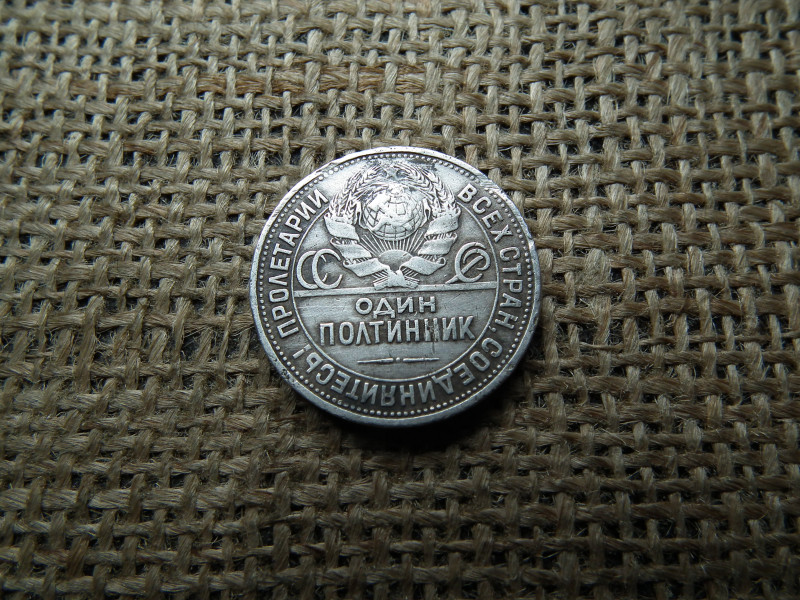 ПРОЛЕТАРИИ ВСЕХ СТРАН, СОЕДИНЯЙТЕСЬ!
СС СР
ОДИН
ПОЛТИННИК